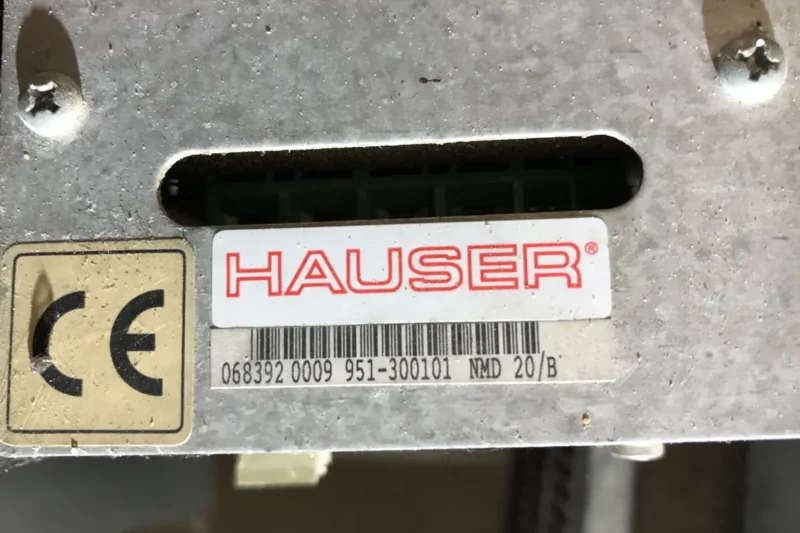 HAUSER®
CE
068392 0009 951-300101 NMD 20/B